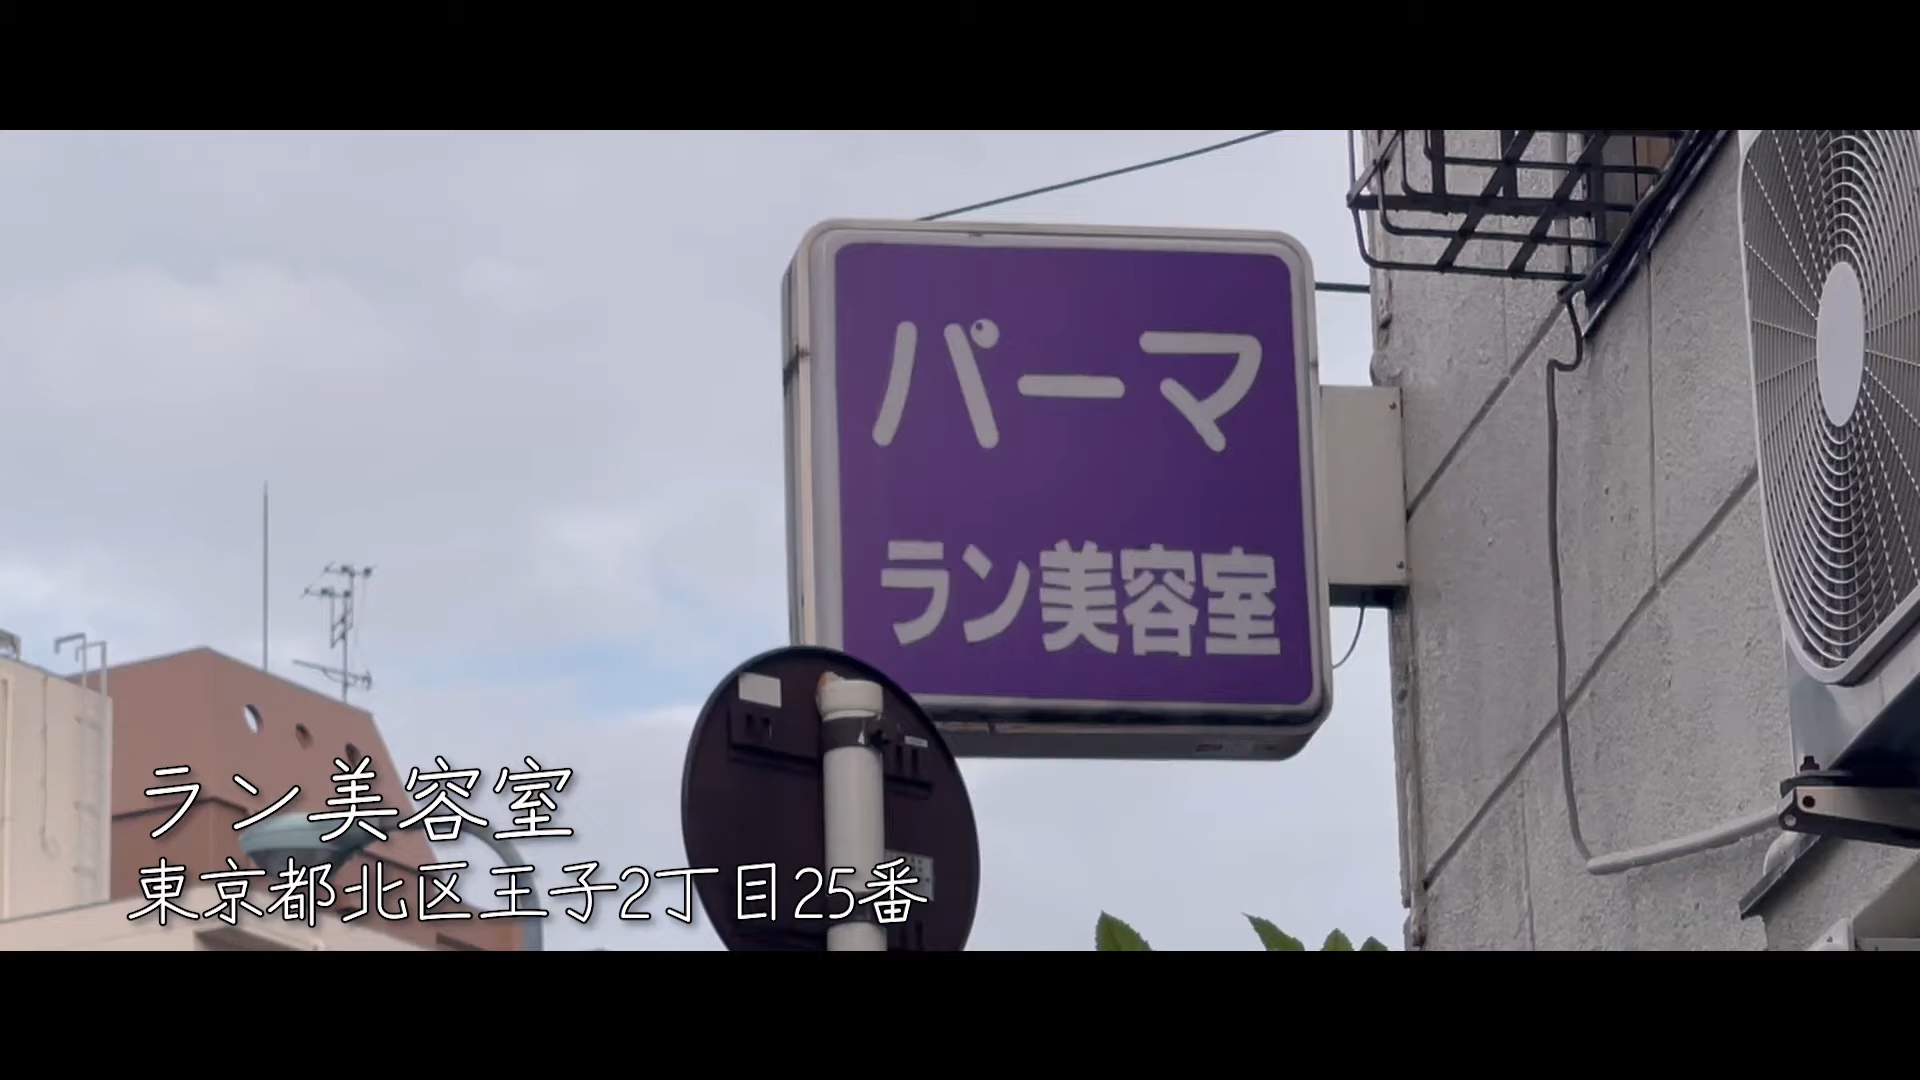 パーマ
ラン美容室
ラン美容室
東京都北区王子2丁目25番